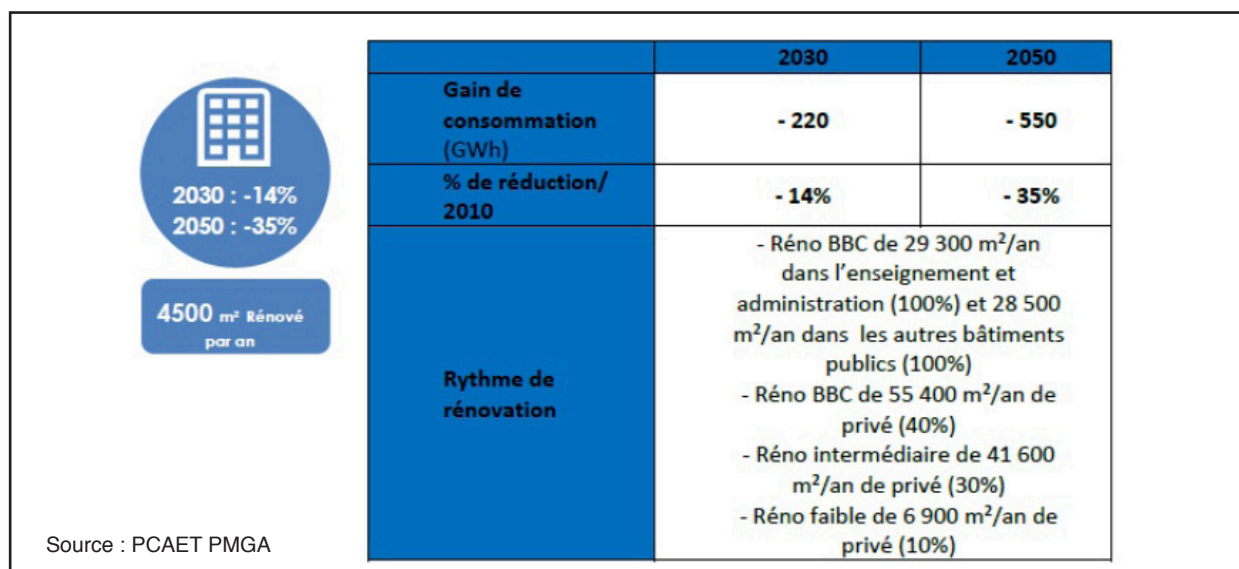 2030 : -14%
2050 : -35%
4500 m² Rénové
par an
2030 2050
Gain de
consommation
(GWh)
- 220 - 550
% de réduction/
2010
- 14% - 35%
Rythme de
rénovation
- Réno BBC de 29 300 m²/an
dans l'enseignement et
administration (100%) et 28 500
m²/an dans les autres bâtiments
publics (100%)
- Réno BBC de 55 400 m²/an de
privé (40%)
- Réno intermédiaire de 41 600
m²/an de privé (30%)
- Réno faible de 6 900 m²/an de
privé (10%)
Source : PCAET PMGA